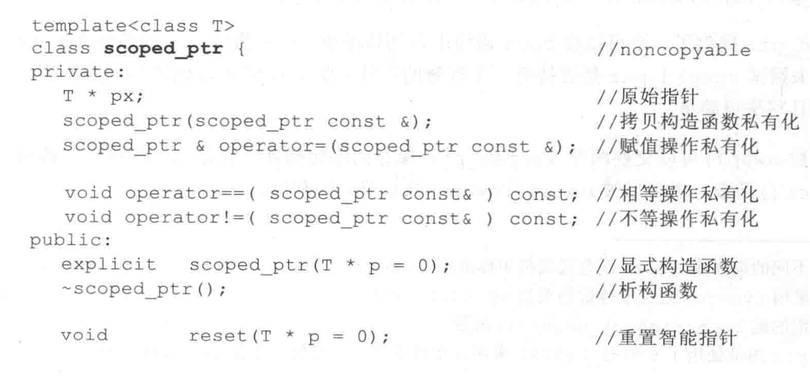 template<class T>
class scoped_ptr { //noncopyable
private:
T * px; //原始指针
scoped_ptr(scoped_ptr const &); //拷贝构造函数私有化
scoped_ptr & operator=(scoped_ptr const &); //赋值操作私有化
void operator==( scoped_ptr const& ) const; //相等操作私有化
void operator!=( scoped_ptr const& ) const; //不等操作私有化
public:
explicit scoped_ptr(T * p = 0); //显式构造函数
~scoped_ptr(); //析构函数
void reset(T * p = 0); //重置智能指针